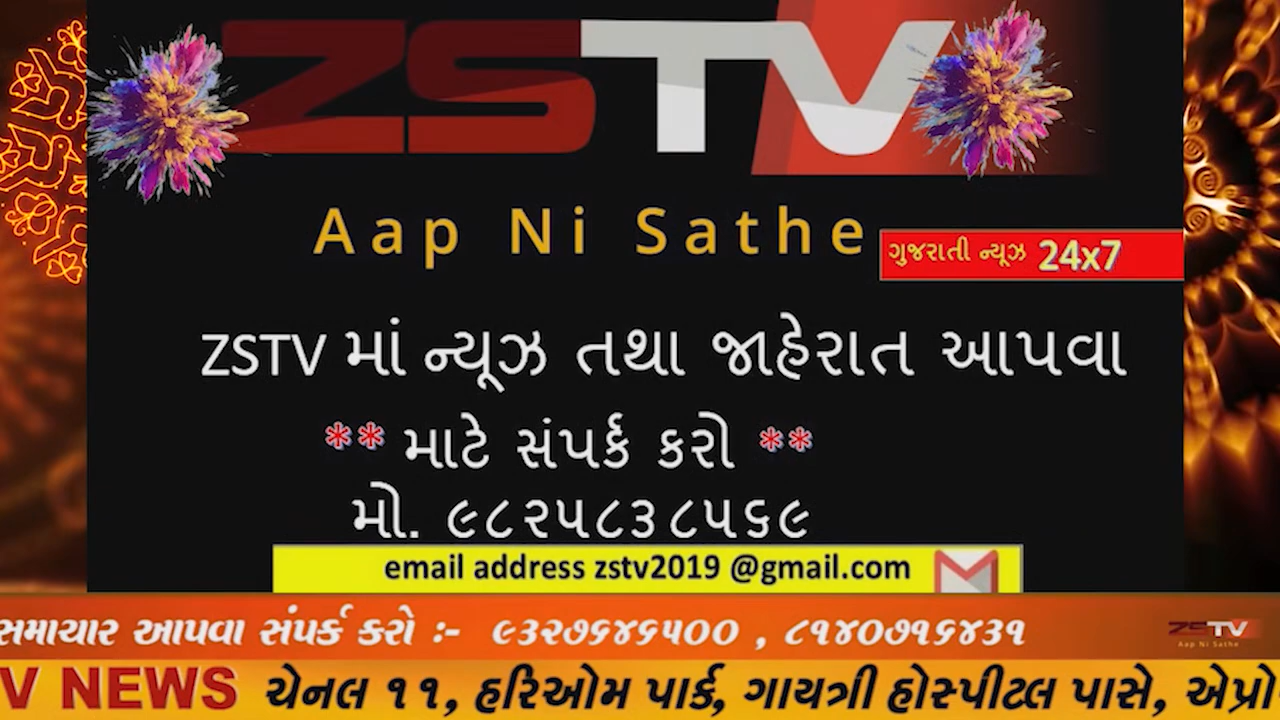 ZSTV
Aap Ni Sathe
ગુજરાતી ન્યૂઝ 24x7
ZSTV માં ન્યૂઝ તથા જાહેરાત આપવા
** માટે સંપર્ક કરો **
મો. ૯૮૨૫૮૩૮૫૬૯
email address zstv2019 @gmail.com
સમાચાર આપવા સંપર્ક કરો :- ૯૩૨૭૬૪૬૫૦૦ , ૮૧૪૦૭૧૬૪૩૧
ZSTV
Aap Ni Sathe
V NEWS ચેનલ ૧૧, હરિઓમ પાર્ક, ગાયત્રી હોસ્પીટલ પાસે, એપ્રો